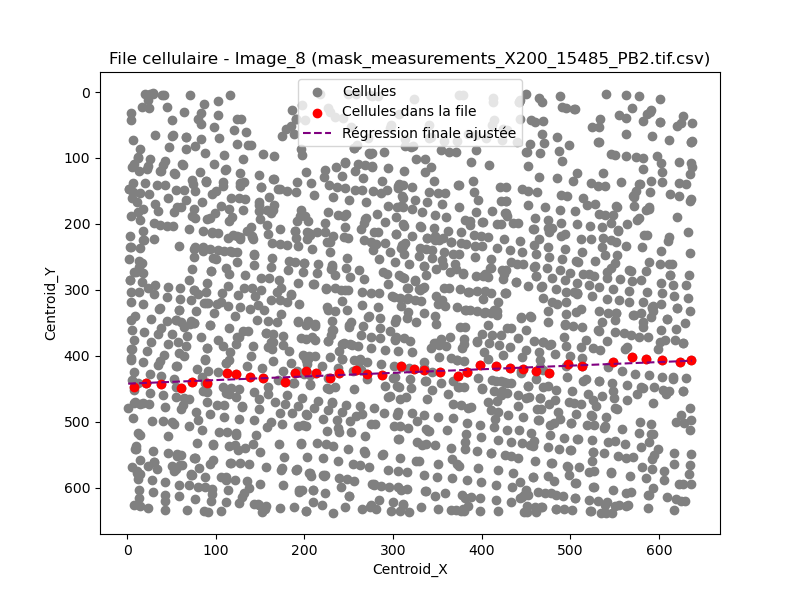 File cellulaire - Image_8 (mask_measurements_X200_15485_PB2.tif.csv)
Cellules
Cellules dans la file
Régression finale ajustée
Centroid_Y
0
100
200
300
400
500
600
0 100 200 300 400 500 600
Centroid_X